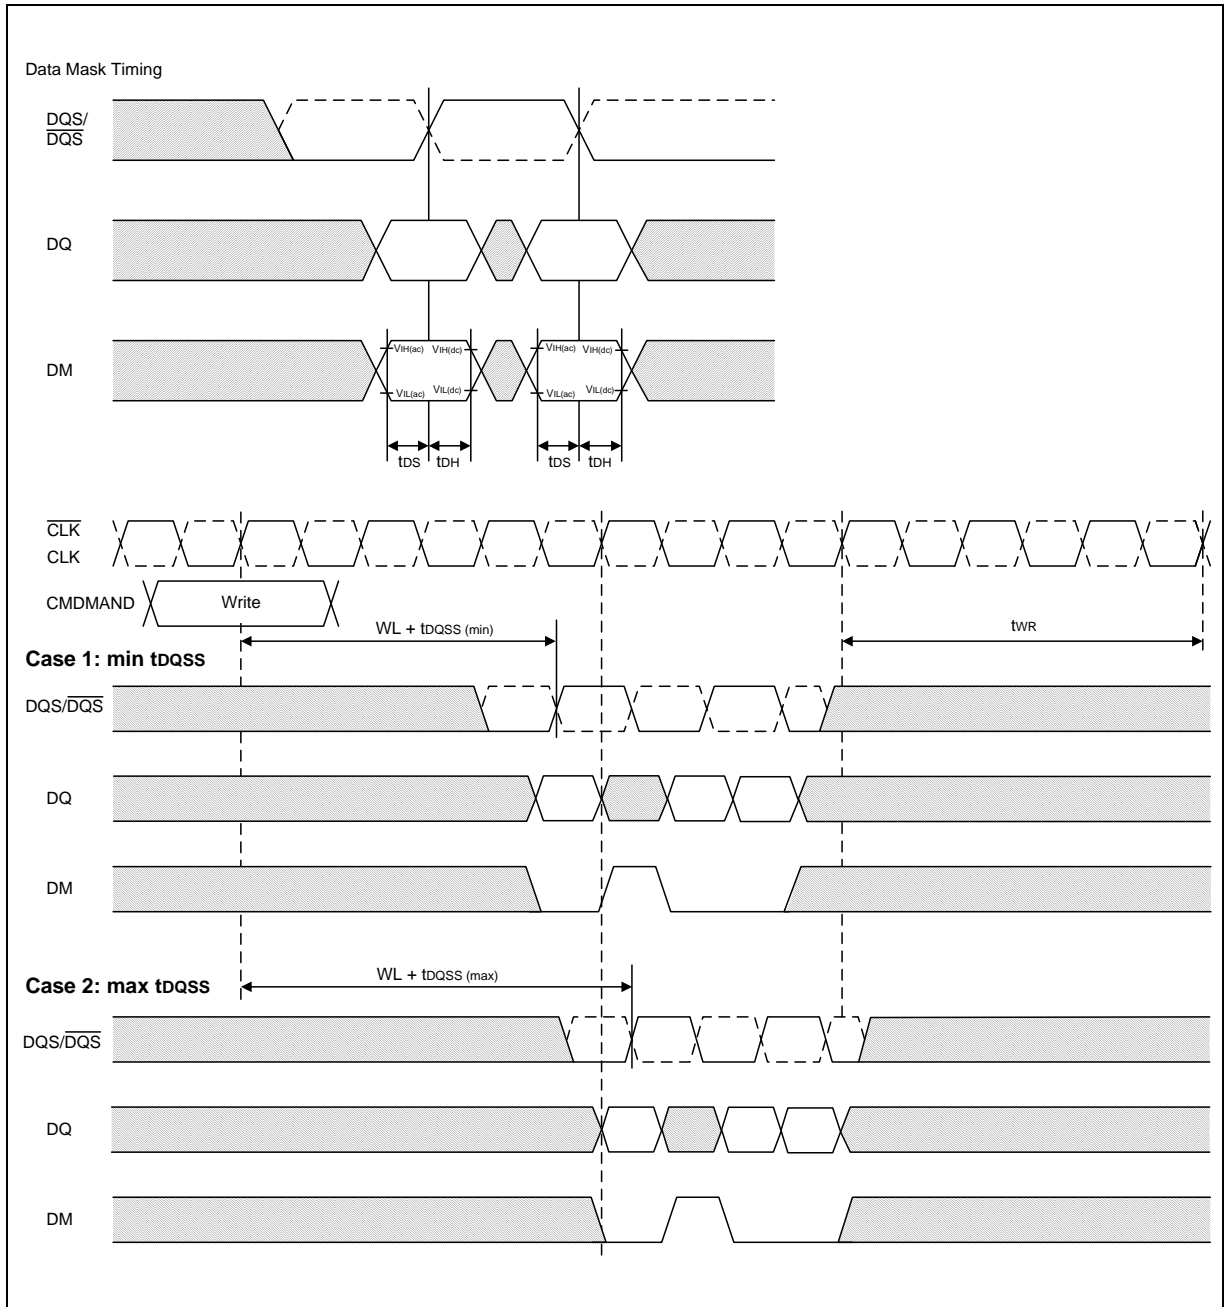 Data Mask Timing
DQS/
DQS
DQ
DM
VIH(ac)
VIH(dc)
VIH(ac)
VIH(dc)
VIL(ac)
VIL(dc)
VIL(ac)
VIL(dc)
tDS
tDH
tDS
tDH
CLK
CLK
CMDMAND
Write
WL + tDQSS (min)
tWR
Case 1: min tDQSS
DQS/DQS
DQ
DM
WL + tDQSS (max)
Case 2: max tDQSS
DQS/DQS
DQ
DM